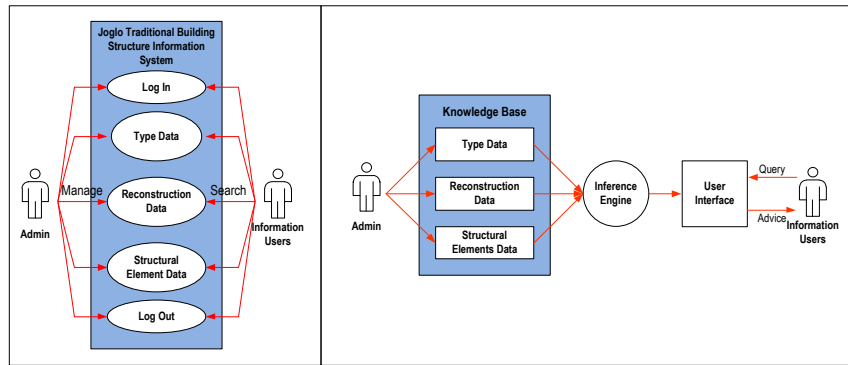 Joglo Traditional Building
Structure Information
System
Log In
Type Data
Manage
Reconstruction
Data
Search
Admin
Information
Users
Structural
Element Data
Log Out
Knowledge Base
Type Data
Reconstruction
Data
Structural
Elements Data
Admin
Inference
Engine
User
Interface
Query
Advice
Information
Users